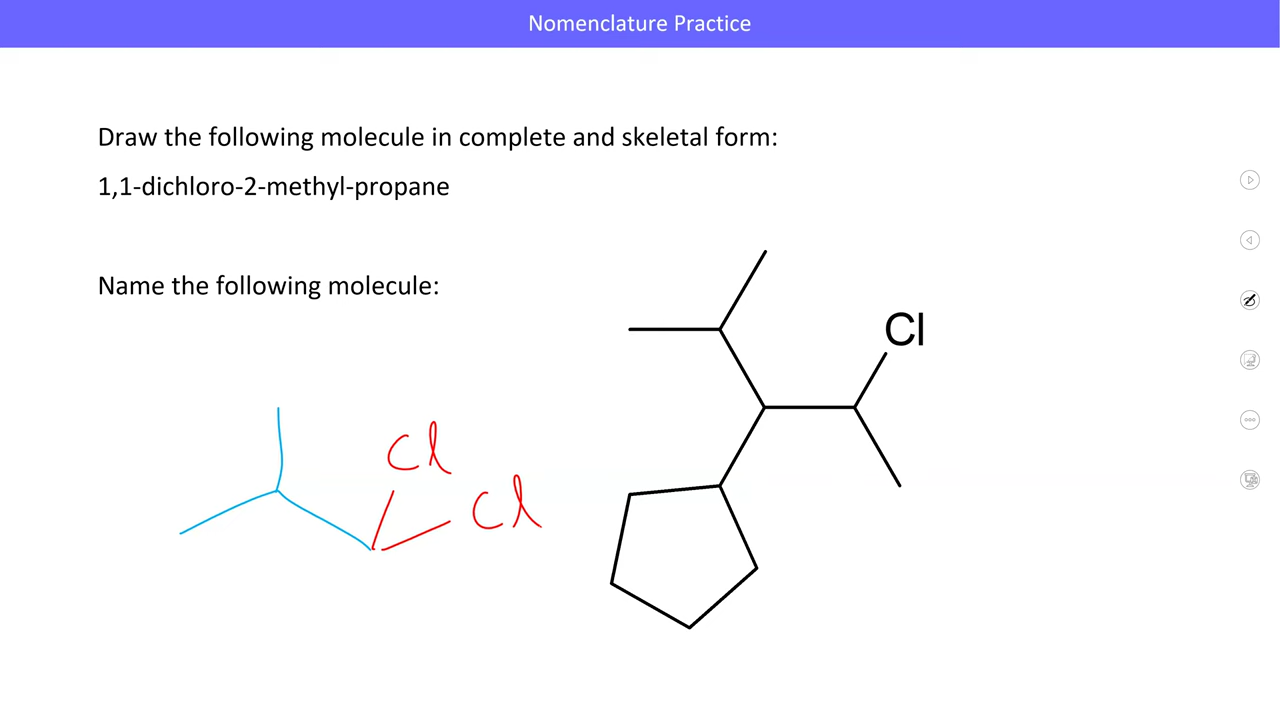 Nomenclature Practice
Draw the following molecule in complete and skeletal form:
1,1-dichloro-2-methyl-propane
Name the following molecule:
Cl
Cl
Cl